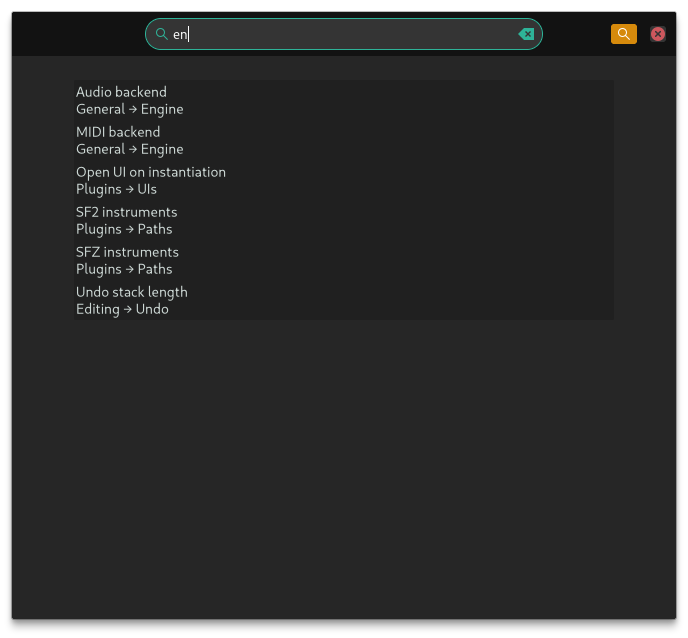 en
Audio backend
General → Engine
MIDI backend
General → Engine
Open UI on instantiation
Plugins → UIs
SF2 instruments
Plugins → Paths
SFZ instruments
Plugins → Paths
Undo stack length
Editing → Undo